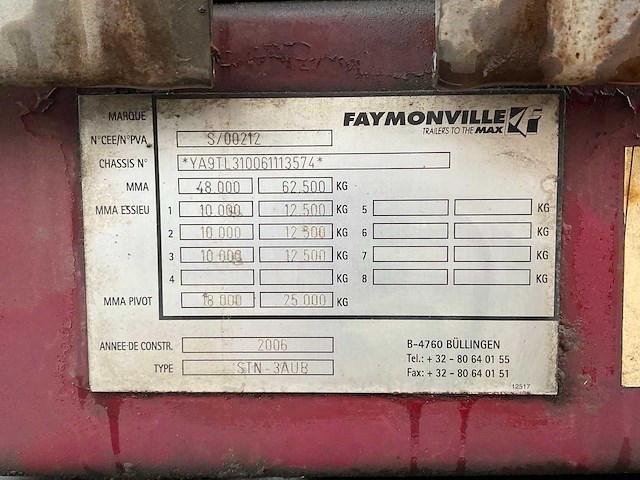 MARQUE
FAYMONVILLE
TRAILERS TO THE MAX
N°CEE/N°PVA S/00212
CHASSIS N° *YA9TL310061113574*
MMA 48.000 62.500 KG
MMA ESSIEU 1 10 000 12.500 KG 5 KG
2 10 000 12 500 KG 6 KG
3 10 000 12.500 KG 7 KG
4 KG 8 KG
MMA PIVOT 18 000 25 000 KG
ANNEE DE CONSTR. 2006
TYPE STN-3AUB
B-4760 BÜLLINGEN
Tel.: + 32 - 80 64 01 55
Fax: + 32 - 80 64 01 51
12517